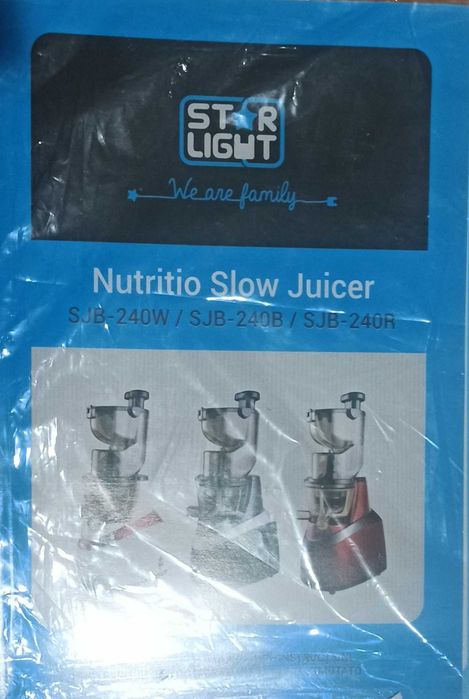 STAR
LIGHT
We are family
Nutritio Slow Juicer
SJB-240W / SJB-240B / SJB-240R